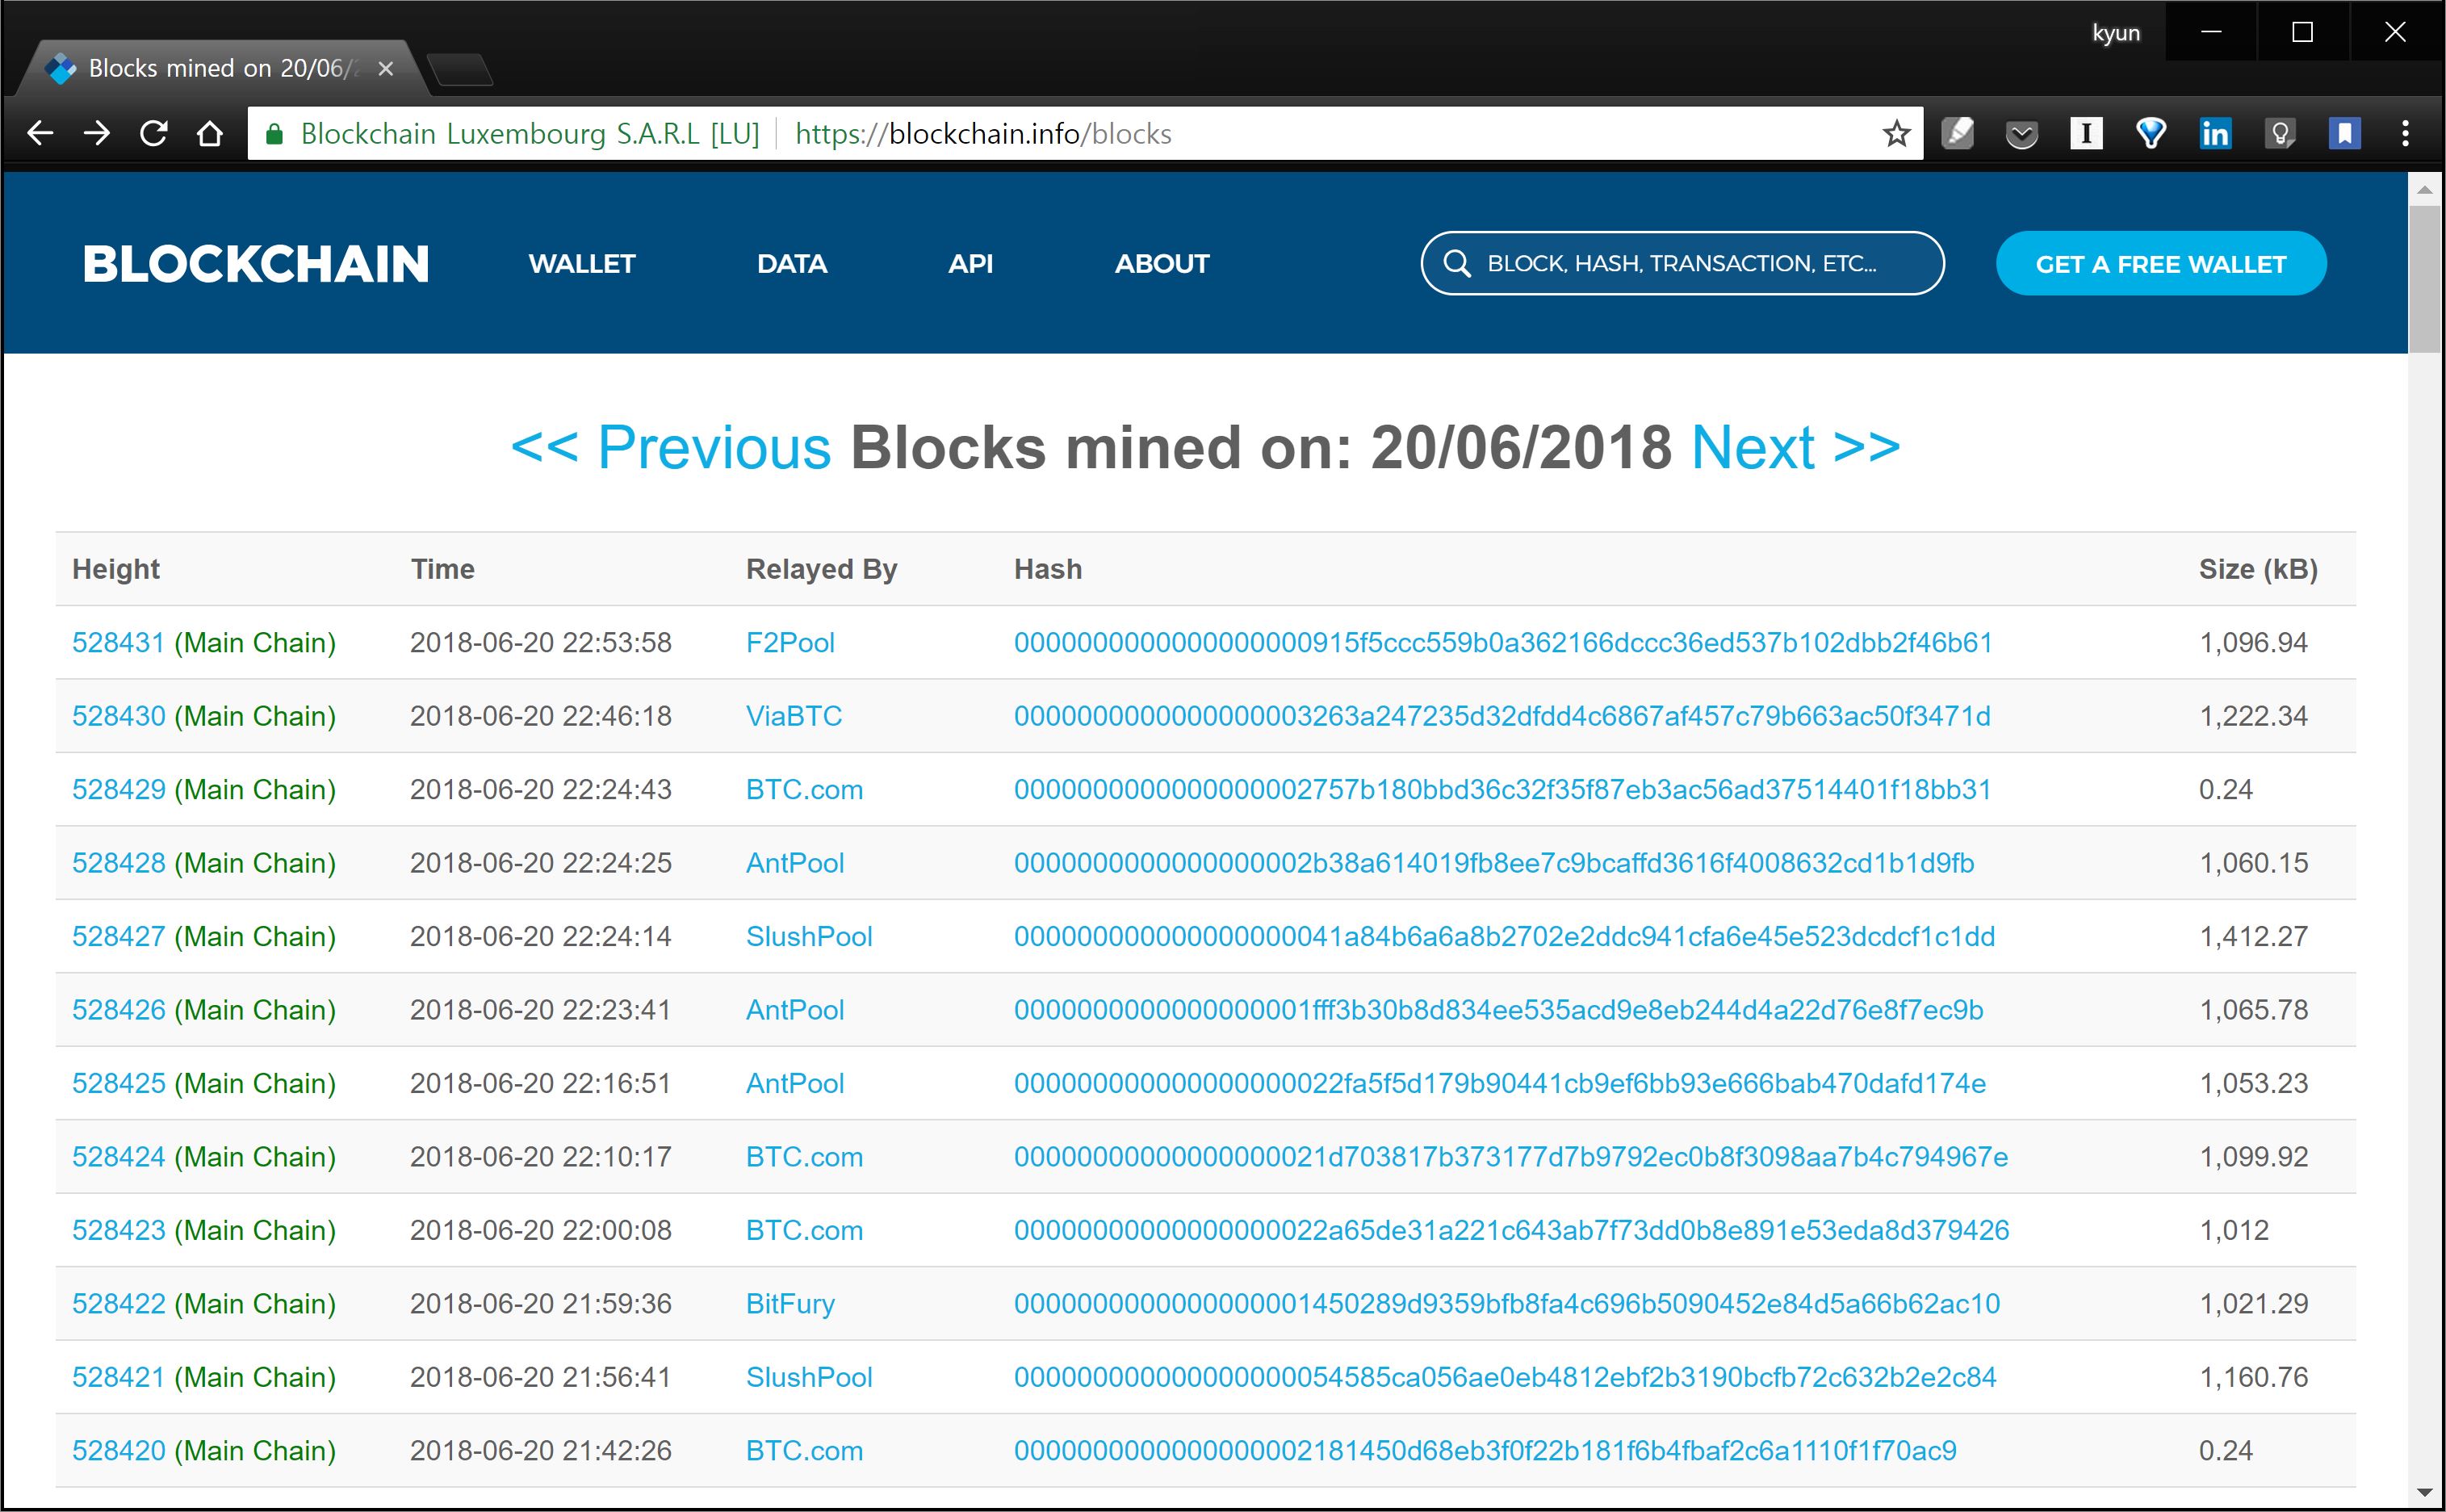 kyun
Blocks mined on 20/06/
Blockchain Luxembourg S.A.R.L [LU] https://blockchain.info/blocks
BLOCKCHAIN WALLET DATA API ABOUT BLOCK, HASH, TRANSACTION, ETC... GET A FREE WALLET
<< Previous Blocks mined on: 20/06/2018 Next >>
Height Time Relayed By Hash Size (kB)
528431 (Main Chain) 2018-06-20 22:53:58 F2Pool 0000000000000000000915f5ccc559b0a362166dccc36ed537b102dbb2f46b61 1,096.94
528430 (Main Chain) 2018-06-20 22:46:18 ViaBTC 0000000000000000003263a247235d32dfdd4c6867af457c79b663ac50f3471d 1,222.34
528429 (Main Chain) 2018-06-20 22:24:43 BTC.com 0000000000000000002757b180bbd36c32f35f87eb3ac56ad37514401f18bb31 0.24
528428 (Main Chain) 2018-06-20 22:24:25 AntPool 0000000000000000002b38a614019fb8ee7c9bcaffd3616f4008632cd1b1d9fb 1,060.15
528427 (Main Chain) 2018-06-20 22:24:14 SlushPool 00000000000000000041a84b6a6a8b2702e2ddc941cfa6e45e523dcdcf1c1dd 1,412.27
528426 (Main Chain) 2018-06-20 22:23:41 AntPool 0000000000000000001fff3b30b8d834ee535acd9e8eb244d4a22d76e8f7ec9b 1,065.78
528425 (Main Chain) 2018-06-20 22:16:51 AntPool 00000000000000000022fa5f5d179b90441cb9ef6bb93e666bab470dafd174e 1,053.23
528424 (Main Chain) 2018-06-20 22:10:17 BTC.com 00000000000000000021d703817b373177d7b9792ec0b8f3098aa7b4c794967e 1,099.92
528423 (Main Chain) 2018-06-20 22:00:08 BTC.com 00000000000000000022a65de31a221c643ab7f73dd0b8e891e53eda8d379426 1,012
528422 (Main Chain) 2018-06-20 21:59:36 BitFury 0000000000000000001450289d9359bfb8fa4c696b5090452e84d5a66b62ac10 1,021.29
528421 (Main Chain) 2018-06-20 21:56:41 SlushPool 00000000000000000054585ca056ae0eb4812ebf2b3190bcfb72c632b2e2c84 1,160.76
528420 (Main Chain) 2018-06-20 21:42:26 BTC.com 0000000000000000002181450d68eb3f0f22b181f6b4fbaf2c6a1110f1f70ac9 0.24